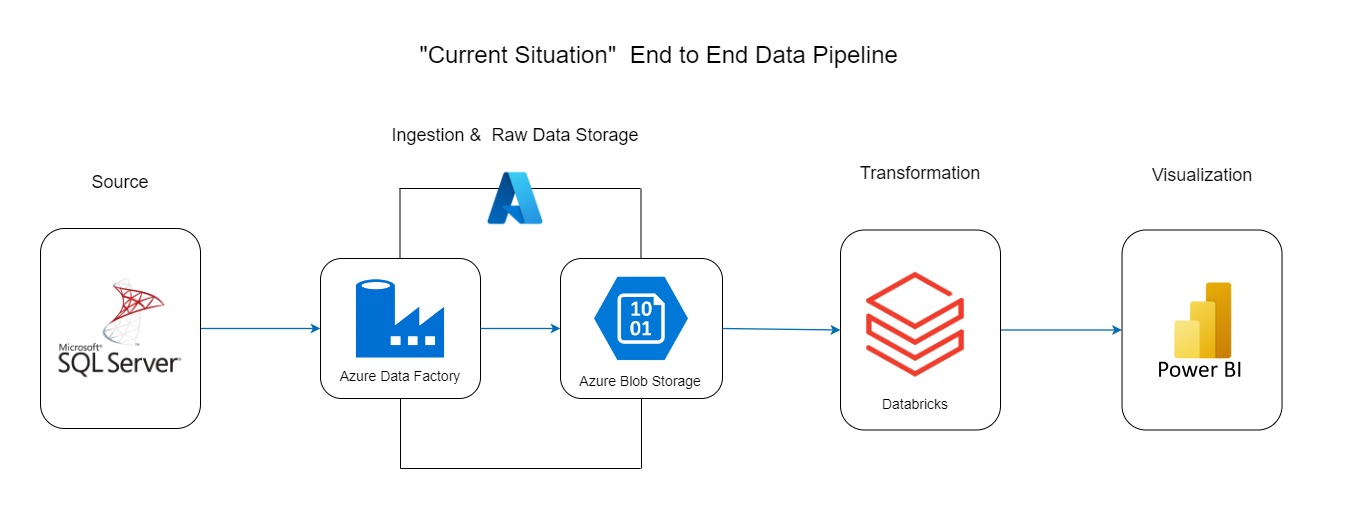 "Current Situation" End to End Data Pipeline
Ingestion & Raw Data Storage
Source
Transformation
Visualization
Microsoft®
SQL Server®
Azure Data Factory
10
01
Azure Blob Storage
Databricks
Power BI